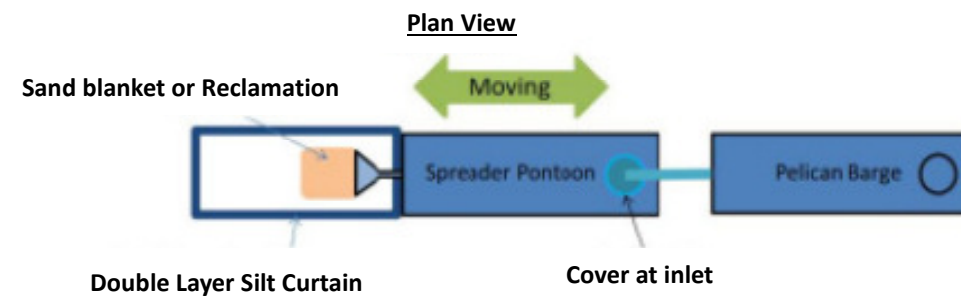 Plan View
Sand blanket or Reclamation
Moving
Spreader Pontoon
Pelican Barge
Double Layer Silt Curtain
Cover at inlet